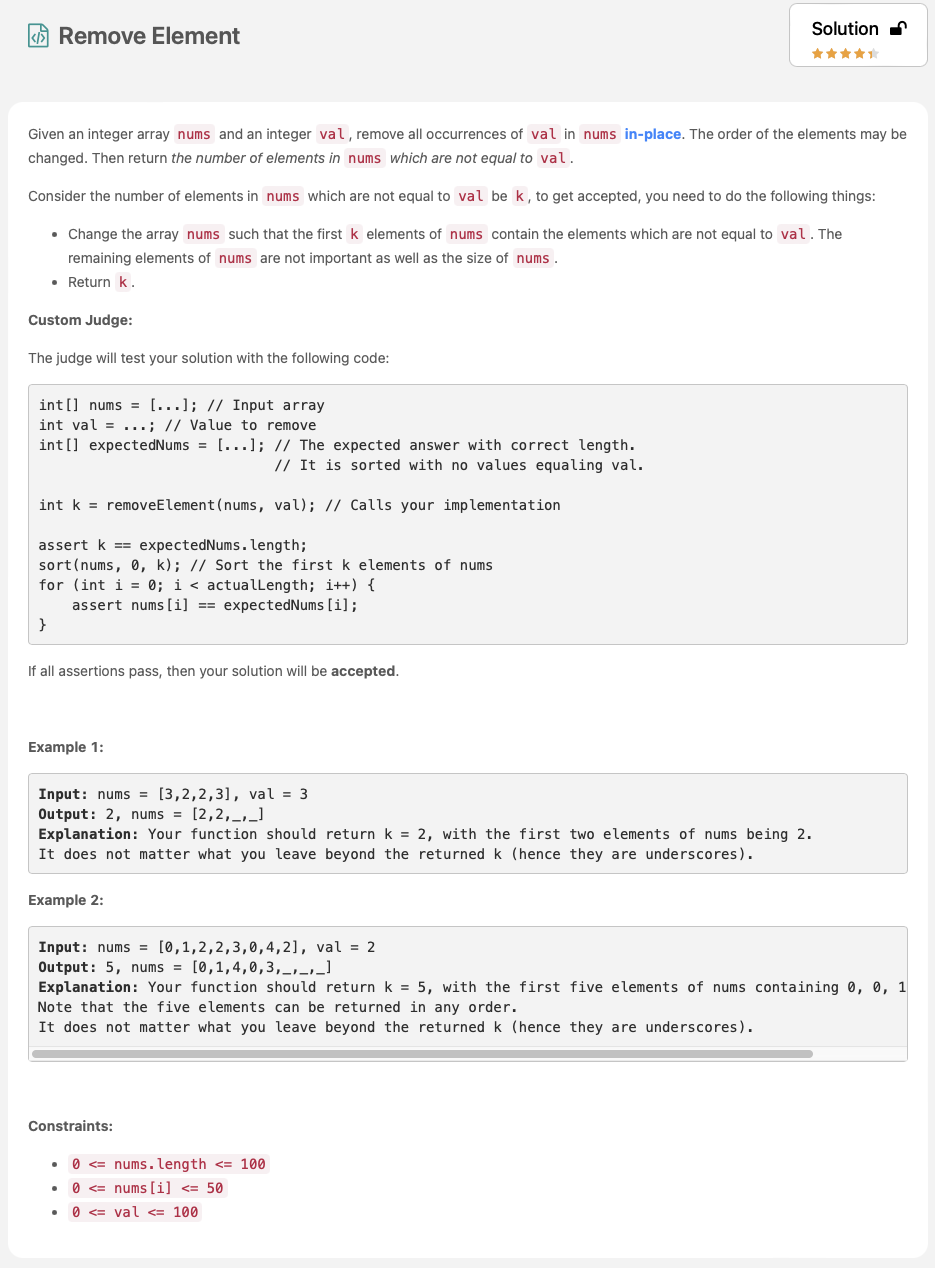 Remove Element
Solution
Given an integer array nums and an integer val, remove all occurrences of val in nums in-place. The order of the elements may be
changed. Then return the number of elements in nums which are not equal to val.
Consider the number of elements in nums which are not equal to val be k, to get accepted, you need to do the following things:
• Change the array nums such that the first k elements of nums contain the elements which are not equal to val. The
remaining elements of nums are not important as well as the size of nums.
• Return k.
Custom Judge:
The judge will test your solution with the following code:
int[] nums = [...]; // Input array
int val = ...; // Value to remove
int[] expectedNums = [...]; // The expected answer with correct length.
// It is sorted with no values equaling val.
int k = removeElement(nums, val); // Calls your implementation
assert k == expectedNums.length;
sort(nums, 0, k); // Sort the first k elements of nums
for (int i = 0; i < actualLength; i++) {
assert nums[i] == expectedNums[i];
}
If all assertions pass, then your solution will be accepted.
Example 1:
Input: nums = [3,2,2,3], val = 3
Output: 2, nums = [2,2,_,_]
Explanation: Your function should return k = 2, with the first two elements of nums being 2.
It does not matter what you leave beyond the returned k (hence they are underscores).
Example 2:
Input: nums = [0,1,2,2,3,0,4,2], val = 2
Output: 5, nums = [0,1,4,0,3,_,_,_]
Explanation: Your function should return k = 5, with the first five elements of nums containing 0, 0, 1
Note that the five elements can be returned in any order.
It does not matter what you leave beyond the returned k (hence they are underscores).
Constraints:
• 0 <= nums.length <= 100
• 0 <= nums[i] <= 50
• 0 <= val <= 100